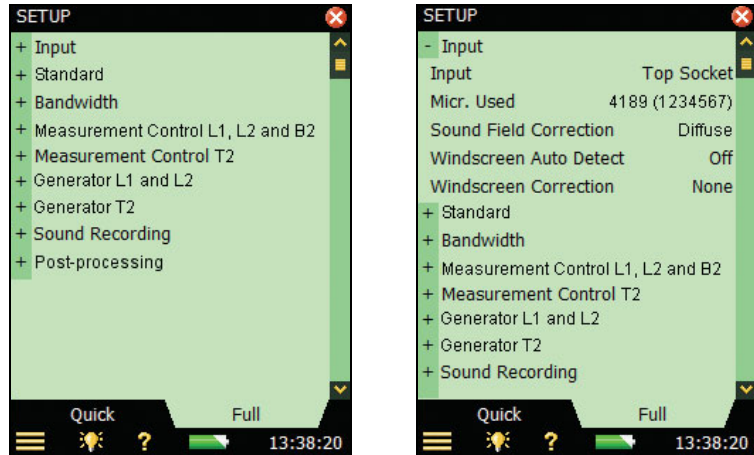 SETUP
+ Input
+ Standard
+ Bandwidth
+ Measurement Control L1, L2 and B2
+ Measurement Control T2
+ Generator L1 and L2
+ Generator T2
+ Sound Recording
+ Post-processing
Quick Full
? 13:38:20
SETUP
- Input
Input Top Socket
Micr. Used 4189 (1234567)
Sound Field Correction Diffuse
Windscreen Auto Detect Off
Windscreen Correction None
+ Standard
+ Bandwidth
+ Measurement Control L1, L2 and B2
+ Measurement Control T2
+ Generator L1 and L2
+ Generator T2
+ Sound Recording
Quick Full
? 13:38:20